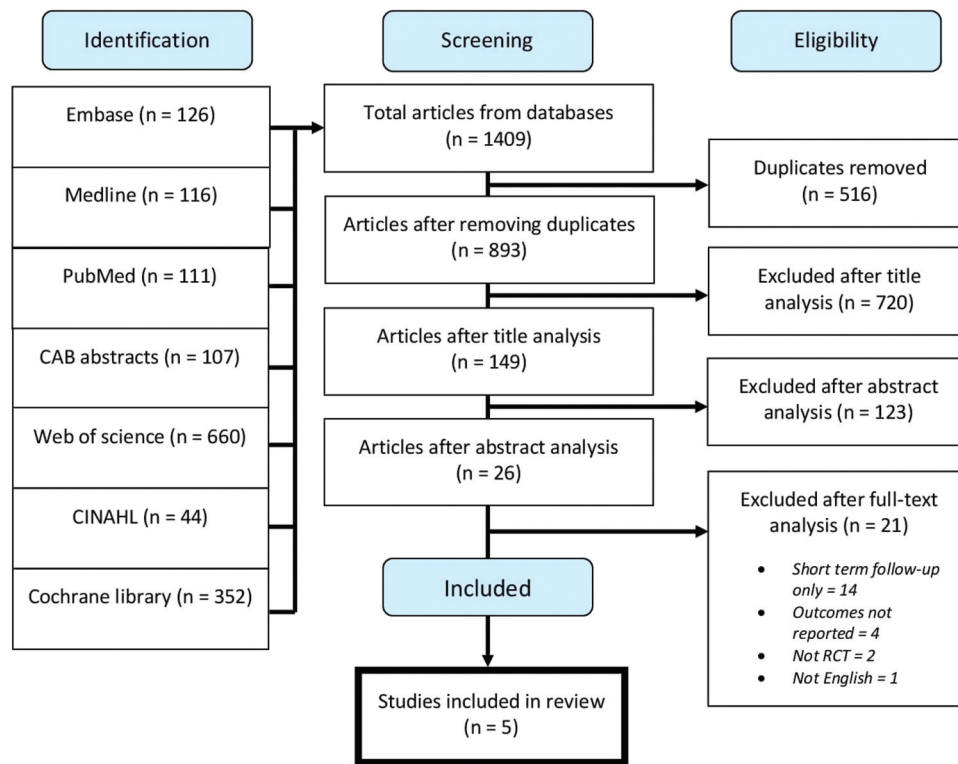 Identification
Screening
Eligibility
Embase (n = 126)
Medline (n = 116)
PubMed (n = 111)
CAB abstracts (n = 107)
Web of science (n = 660)
CINAHL (n = 44)
Cochrane library (n = 352)
Total articles from databases
(n = 1409)
Articles after removing duplicates
(n = 893)
Articles after title analysis
(n = 149)
Articles after abstract analysis
(n = 26)
Included
Studies included in review
(n = 5)
Duplicates removed
(n = 516)
Excluded after title
analysis (n = 720)
Excluded after abstract
analysis (n = 123)
Excluded after full-text
analysis (n = 21)
• Short term follow-up
only = 14
• Outcomes not
reported = 4
• Not RCT = 2
• Not English = 1